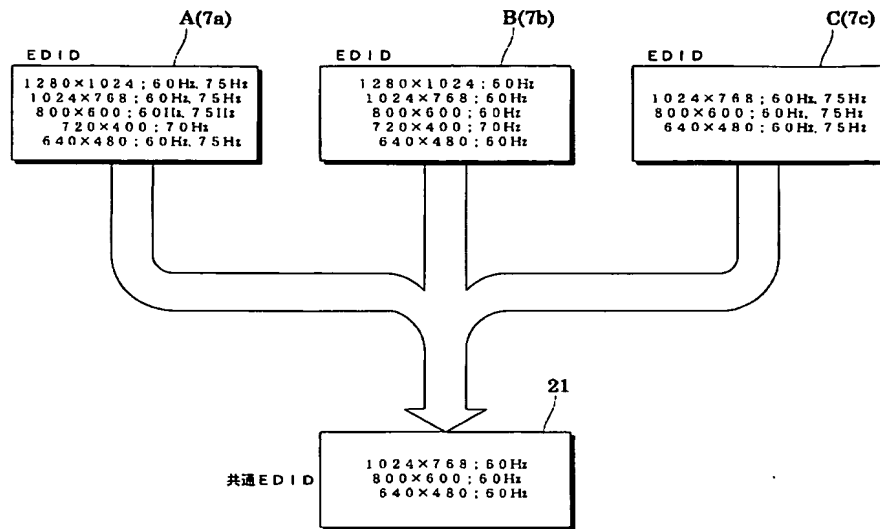 A(7a)
EDID
1280×1024;60Hz,75Hz
1024×768;60Hz,75Hz
800×600;60Hz,75Hz
720×400;70Hz
640×480;60Hz,75Hz
B(7b)
EDID
1280×1024;60Hz
1024×768;60Hz
800×600;60Hz
720×400;70Hz
640×480;60Hz
C(7c)
EDID
1024×768;60Hz,75Hz
800×600;60Hz,75Hz
640×480;60Hz,75Hz
21
共通EDID
1024×768;60Hz
800×600;60Hz
640×480;60Hz